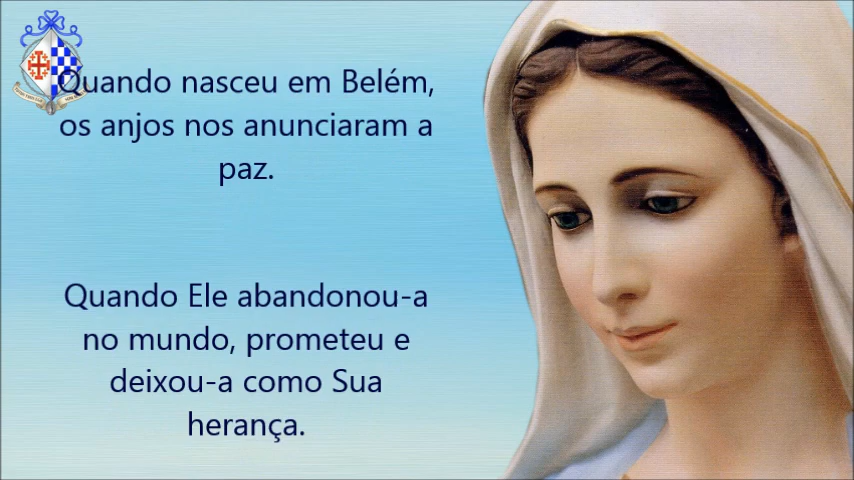 Quando nasceu em Belém,
os anjos nos anunciaram a
paz.
Quando Ele abandonou-a
no mundo, prometeu e
deixou-a como Sua
herança.